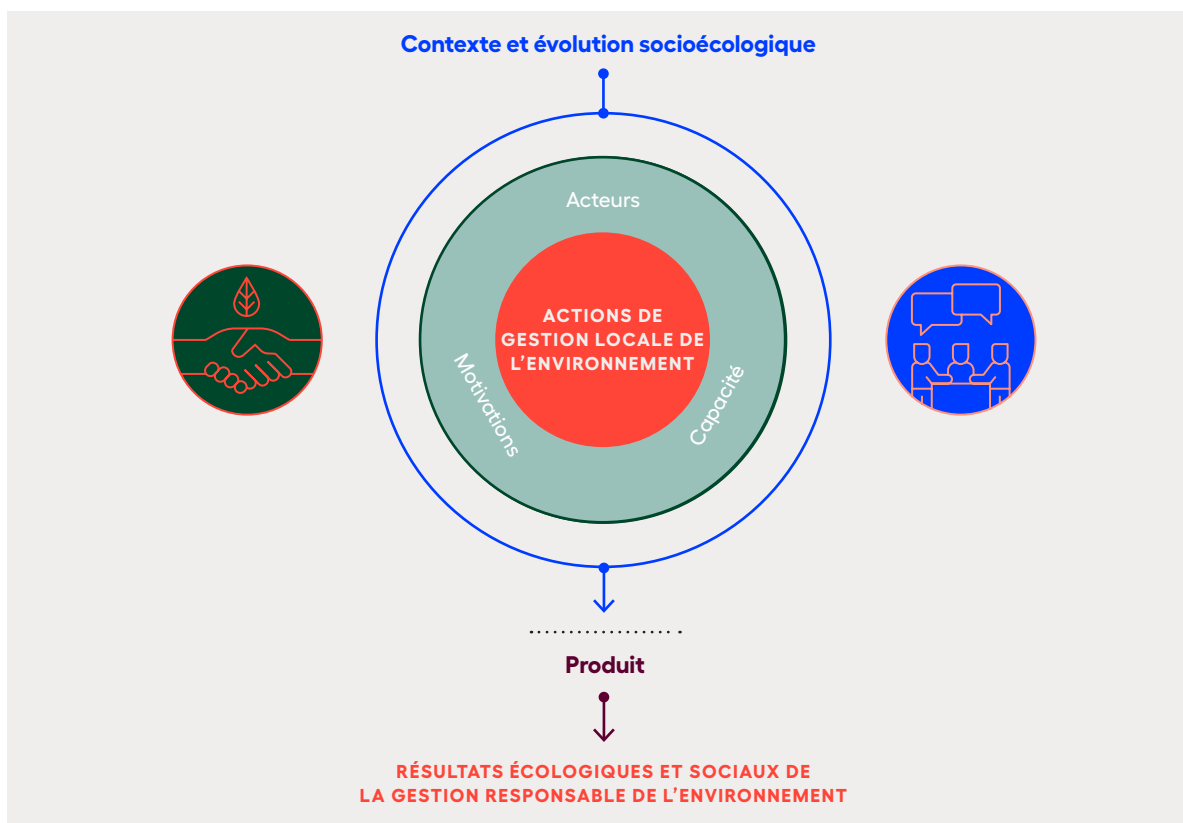 Contexte et évolution socioécologique
Acteurs
ACTIONS DE
GESTION LOCALE DE
L'ENVIRONNEMENT
Motivations
Capacité
Produit
RÉSULTATS ÉCOLOGIQUES ET SOCIAUX DE
LA GESTION RESPONSABLE DE L'ENVIRONNEMENT